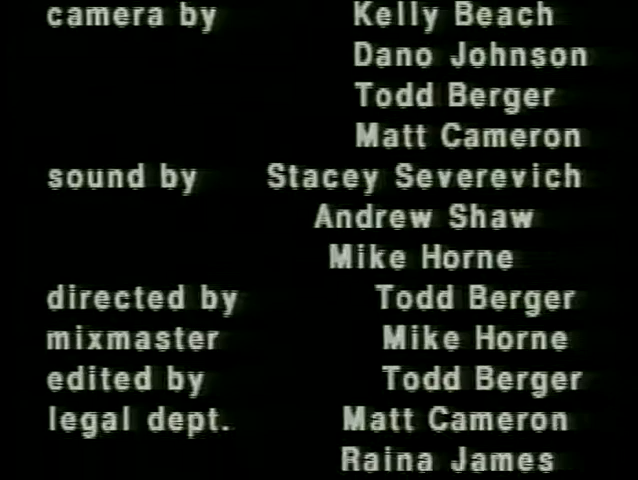 camera by Kelly Beach
Dano Johnson
Todd Berger
Matt Cameron
sound by Stacey Severevich
Andrew Shaw
Mike Horne
directed by Todd Berger
mixmaster Mike Horne
edited by Todd Berger
legal dept. Matt Cameron
Raina James